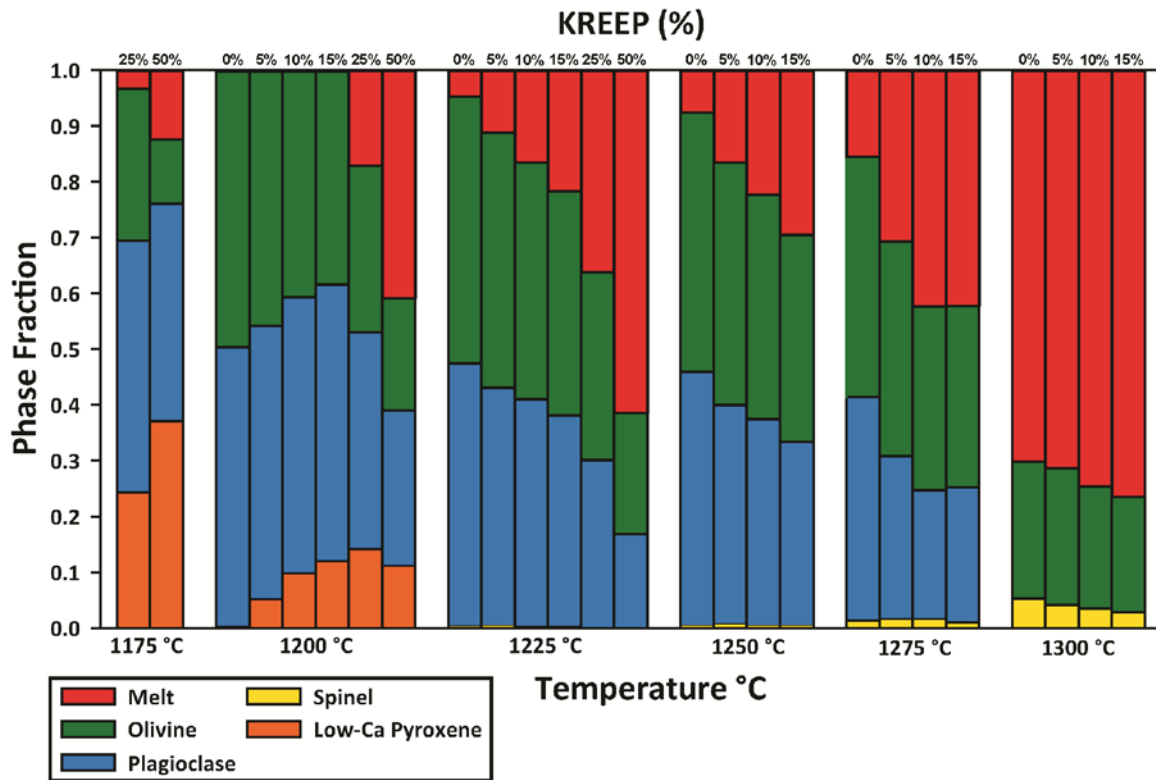 KREEP (%)
25% 50% 0% 5% 10% 15% 25% 50% 0% 5% 10% 15% 25% 50% 0% 5% 10% 15% 0% 5% 10% 15% 0% 5% 10% 15%
1.0
0.9
0.8
0.7
0.6
0.5
0.4
0.3
0.2
0.1
0.0
Phase Fraction
1175 °C 1200 °C 1225 °C 1250 °C 1275 °C 1300 °C
Temperature °C
Melt Spinel
Olivine Low-Ca Pyroxene
Plagioclase